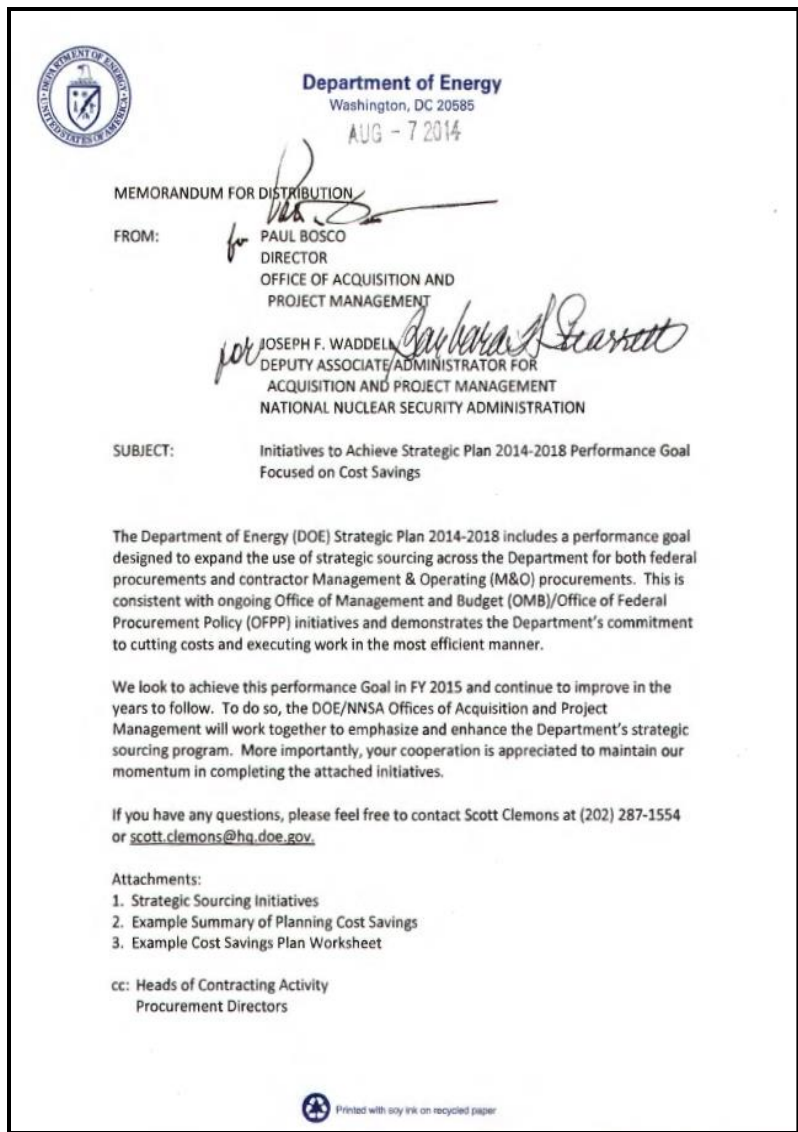 DEPARTMENT OF ENERGY
UNITED STATES OF AMERICA
Department of Energy
Washington, DC 20585
AUG - 7 2014
MEMORANDUM FOR DISTRIBUTION
FROM: for PAUL BOSCO
DIRECTOR
OFFICE OF ACQUISITION AND
PROJECT MANAGEMENT
for JOSEPH F. WADDELL
DEPUTY ASSOCIATE ADMINISTRATOR FOR
ACQUISITION AND PROJECT MANAGEMENT
NATIONAL NUCLEAR SECURITY ADMINISTRATION
SUBJECT: Initiatives to Achieve Strategic Plan 2014-2018 Performance Goal
Focused on Cost Savings
The Department of Energy (DOE) Strategic Plan 2014-2018 includes a performance goal
designed to expand the use of strategic sourcing across the Department for both federal
procurements and contractor Management & Operating (M&O) procurements. This is
consistent with ongoing Office of Management and Budget (OMB)/Office of Federal
Procurement Policy (OFPP) initiatives and demonstrates the Department's commitment
to cutting costs and executing work in the most efficient manner.
We look to achieve this performance Goal in FY 2015 and continue to improve in the
years to follow. To do so, the DOE/NNSA Offices of Acquisition and Project
Management will work together to emphasize and enhance the Department's strategic
sourcing program. More importantly, your cooperation is appreciated to maintain our
momentum in completing the attached initiatives.
If you have any questions, please feel free to contact Scott Clemons at (202) 287-1554
or scott.clemons@hq.doe.gov.
Attachments:
1. Strategic Sourcing Initiatives
2. Example Summary of Planning Cost Savings
3. Example Cost Savings Plan Worksheet
cc: Heads of Contracting Activity
Procurement Directors
Printed with soy ink on recycled paper